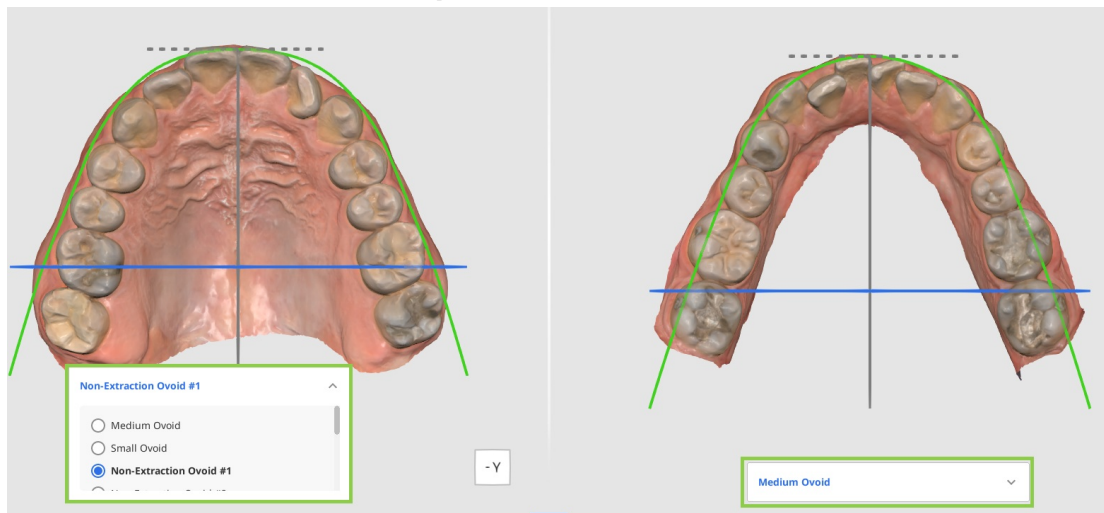 Non-Extraction Ovoid #1
Medium Ovoid
Small Ovoid
Non-Extraction Ovoid #1
- Y
Medium Ovoid